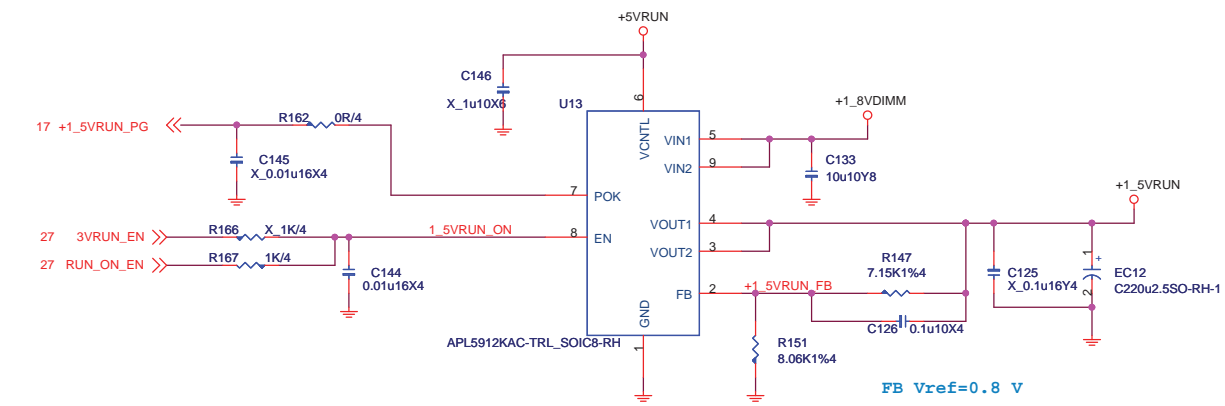 +5VRUN
C146
X_1u10X6
6
U13
+1_8VDIMM
17 +1_5VRUN_PG
R162
0R/4
VCNTL
VIN1
5
C145
X_0.01u16X4
VIN2
9
C133
10u10Y8
7
POK
+1_5VRUN
27 3VRUN_EN
R166
X_1K/4
1_5VRUN_ON
8
EN
VOUT1
4
27 RUN_ON_EN
R167
1K/4
VOUT2
3
C144
0.01u16X4
R147
7.15K1%4
C125
X_0.1u16Y4
1
+
2
EC12
C220u2.5SO-RH-1
FB
2
+1_5VRUN_FB
GND
C126
0.1u10X4
APL5912KAC-TRL_SOIC8-RH
1
R151
8.06K1%4
FB Vref=0.8 V